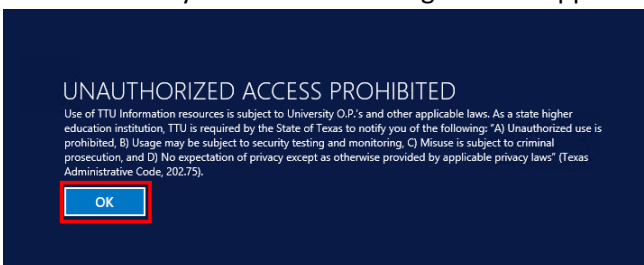 UNAUTHORIZED ACCESS PROHIBITED
Use of TTU Information resources is subject to University O.P.'s and other applicable laws. As a state higher
education institution, TTU is required by the State of Texas to notify you of the following: "A) Unauthorized use is
prohibited, B) Usage may be subject to security testing and monitoring, C) Misuse is subject to criminal
prosecution, and D) No expectation of privacy except as otherwise provided by applicable privacy laws" (Texas
Administrative Code, 202.75).
OK